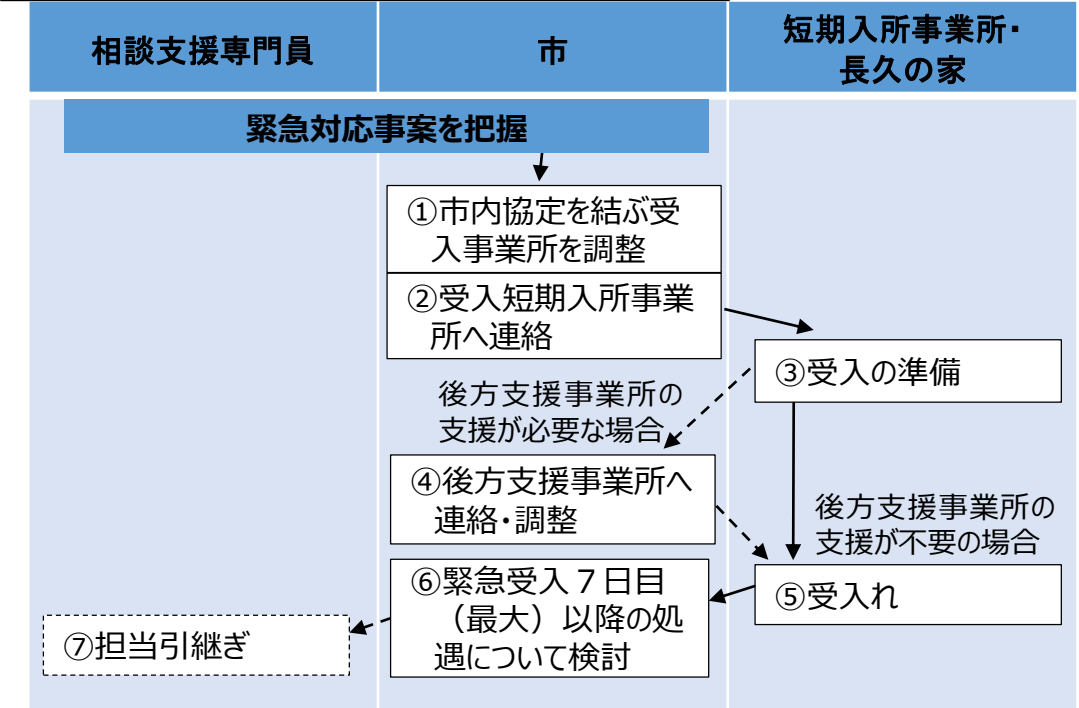 相談支援専門員
市
短期入所事業所・
長久の家
緊急対応事案を把握
①市内協定を結ぶ受
入事業所を調整
②受入短期入所事業
所へ連絡
③受入の準備
後方支援事業所の
支援が必要な場合
④後方支援事業所へ
連絡・調整
後方支援事業所の
支援が不要の場合
⑤受入れ
⑥緊急受入７日目
（最大）以降の処
遇について検討
⑦担当引継ぎ